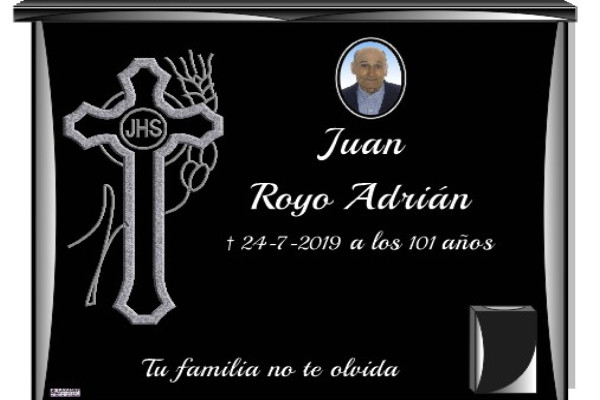 JHS
Juan
Royo Adrián
† 24-7-2019 a los 101 años
Tu familia no te olvida